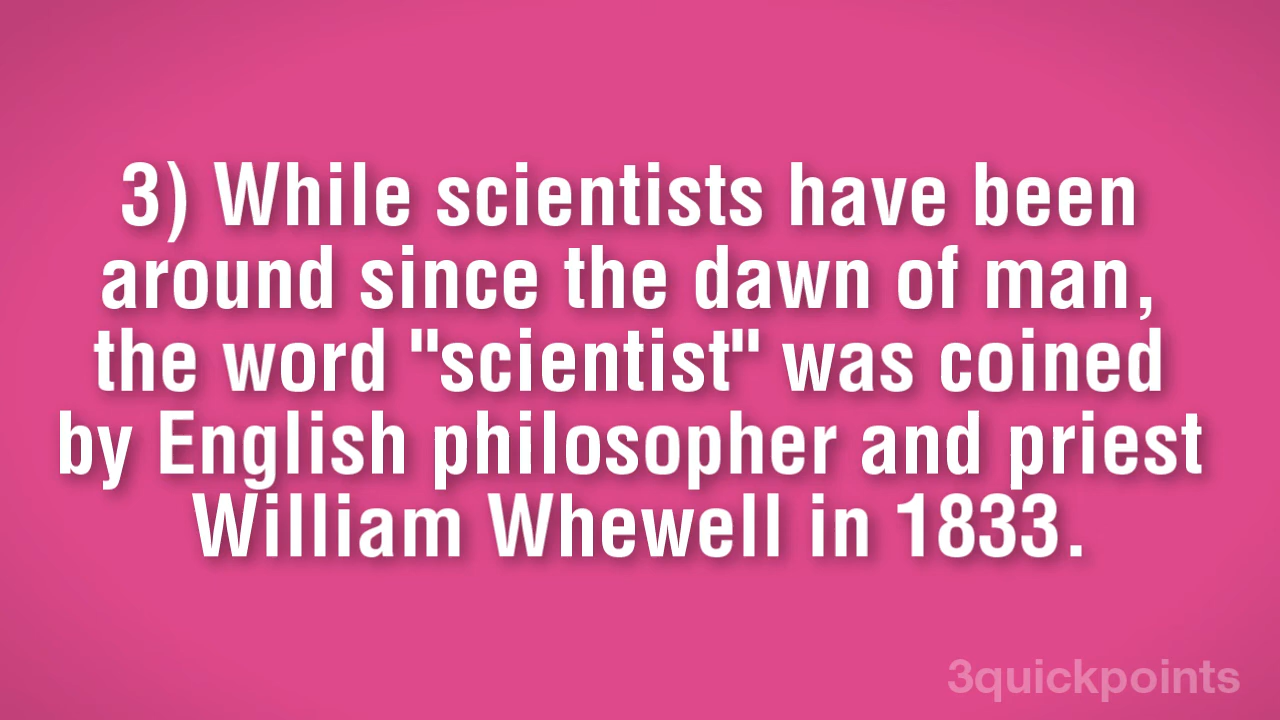 3) While scientists have been
around since the dawn of man,
the word "scientist" was coined
by English philosopher and priest
William Whewell in 1833.
3quickpoints